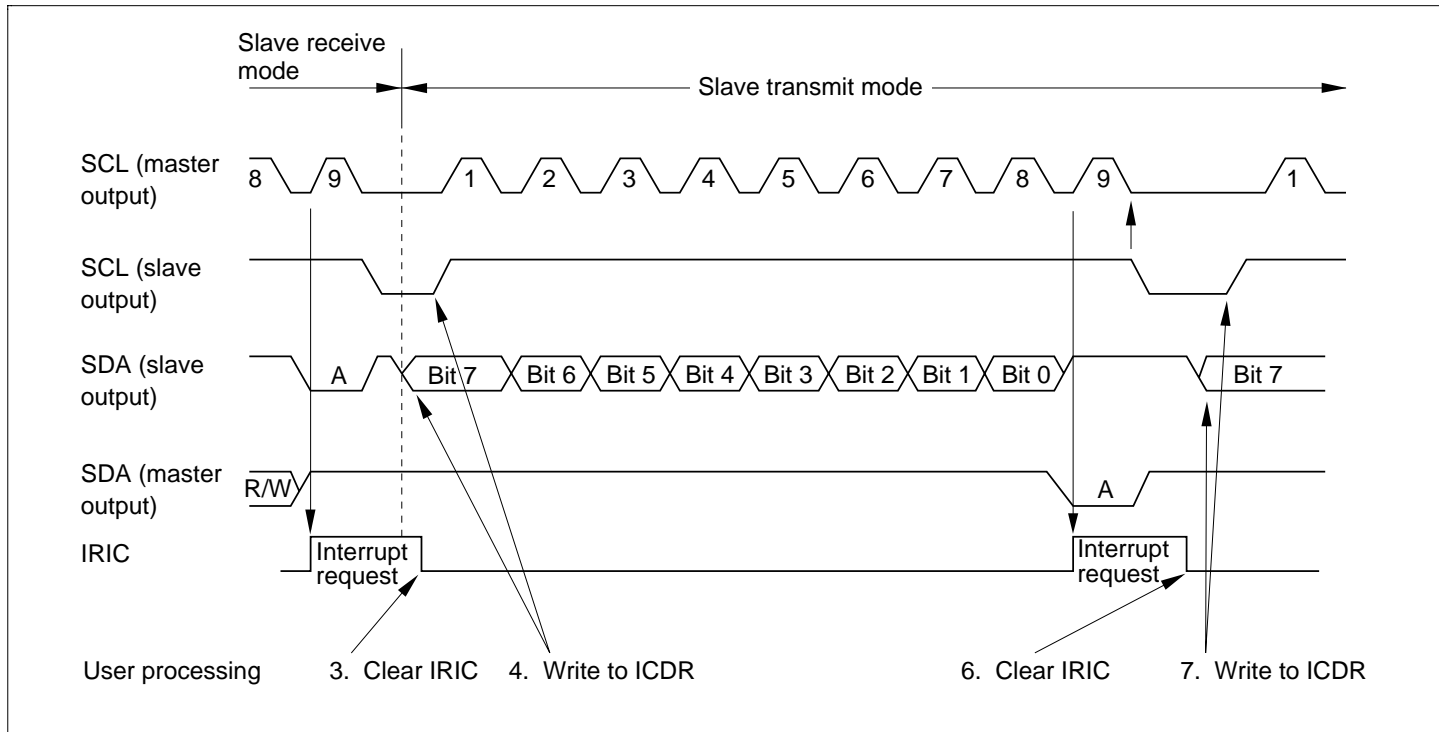 Slave receive
mode
Slave transmit mode
SCL (master
output)
8 9 1 2 3 4 5 6 7 8 9 1
SCL (slave
output)
SDA (slave
output)
A Bit 7 Bit 6 Bit 5 Bit 4 Bit 3 Bit 2 Bit 1 Bit 0 Bit 7
SDA (master
output)
R/W A
IRIC
Interrupt
request
Interrupt
request
User processing 3. Clear IRIC 4. Write to ICDR 6. Clear IRIC 7. Write to ICDR